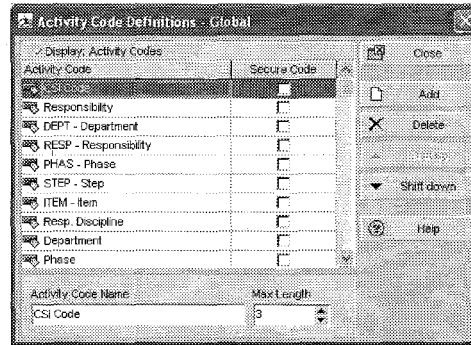 Activity Code Definitions - Global
Display: Activity Codes
Activity Code Secure Code
CSI Code
Responsibility
DEPT - Department
RESP - Responsibility
PHAS - Phase
STEP - Step
ITEM - Item
Resp. Discipline
Department
Phase
Close
Add
Delete
Shift down
Help
Activity Code Name Max Length
CSI Code 3